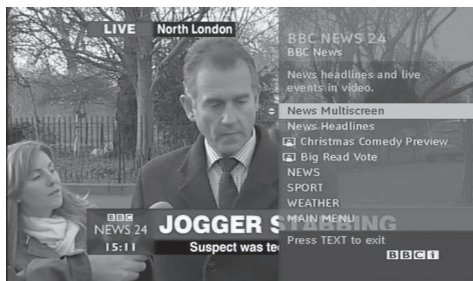 LIVE North London
BBC NEWS 24
BBC News
News headlines and live
events in video.
News Multiscreen
News Headlines
Christmas Comedy Preview
Big Read Vote
NEWS
SPORT
WEATHER
MAIN MENU
Press TEXT to exit
BBCi
BBC
NEWS 24
15:11
JOGGER STABBING
Suspect was